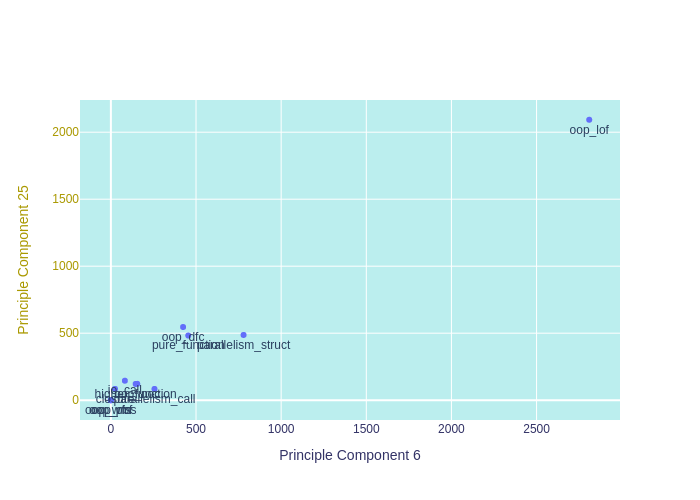 2000
1500
1000
500
0
Principle Component 25
oop_lof
oop_dfc
pure_function
parallelism_struct
parallelism_call
0
500
1000
1500
2000
2500
Principle Component 6